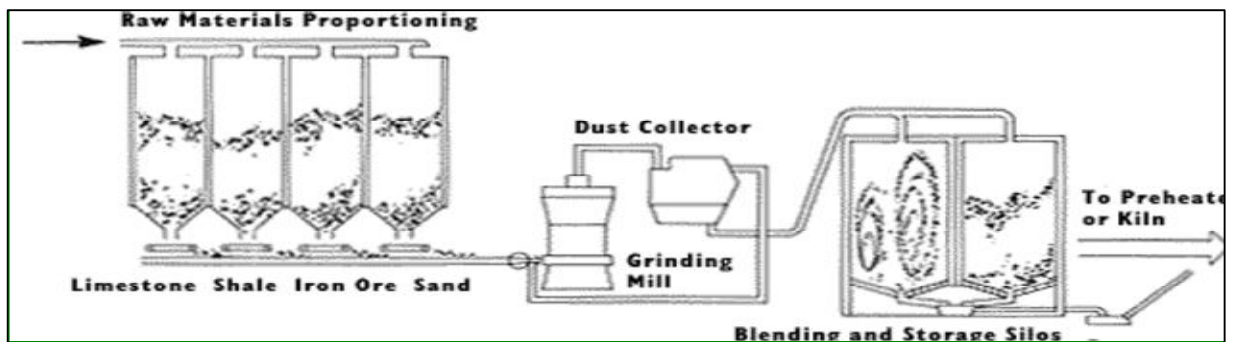 Raw Materials Proportioning
Dust Collector
To Preheate
or Kiln
Grinding
Mill
Limestone Shale Iron Ore Sand
Blending and Storage Silos